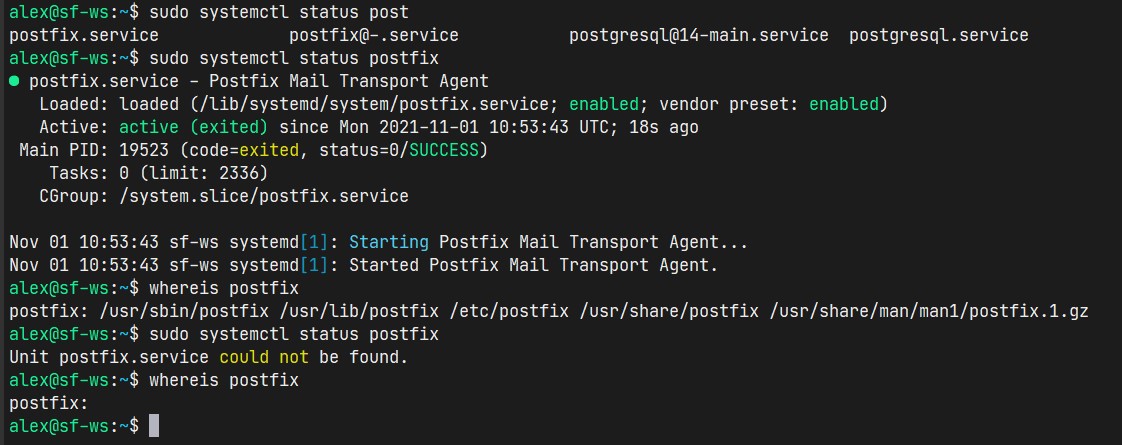 alex@sf-ws:~$ sudo systemctl status post
postfix.service             postfix@-.service           postgresql@14-main.service  postgresql.service
alex@sf-ws:~$ sudo systemctl status postfix
● postfix.service - Postfix Mail Transport Agent
   Loaded: loaded (/lib/systemd/system/postfix.service; enabled; vendor preset: enabled)
   Active: active (exited) since Mon 2021-11-01 10:53:43 UTC; 18s ago
 Main PID: 19523 (code=exited, status=0/SUCCESS)
    Tasks: 0 (limit: 2336)
   CGroup: /system.slice/postfix.service

Nov 01 10:53:43 sf-ws systemd[1]: Starting Postfix Mail Transport Agent...
Nov 01 10:53:43 sf-ws systemd[1]: Started Postfix Mail Transport Agent.
alex@sf-ws:~$ whereis postfix
postfix: /usr/sbin/postfix /usr/lib/postfix /etc/postfix /usr/share/postfix /usr/share/man/man1/postfix.1.gz
alex@sf-ws:~$ sudo systemctl status postfix
Unit postfix.service could not be found.
alex@sf-ws:~$ whereis postfix
postfix:
alex@sf-ws:~$